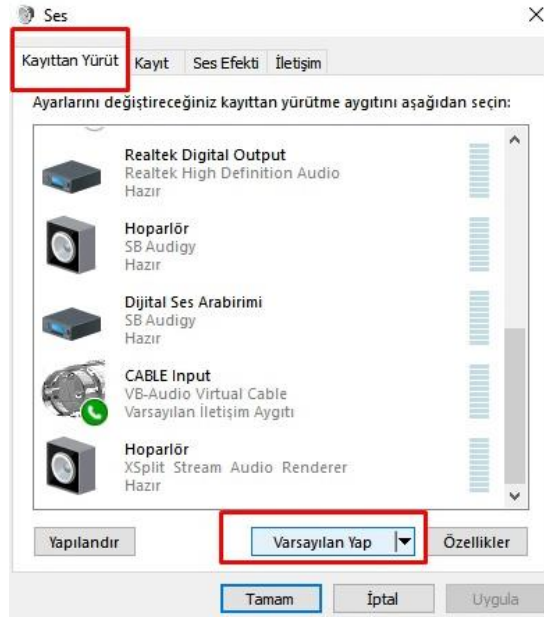 Ses
Kayıttan Yürüt Kayıt Ses Efekti İletişim
Ayarlarını değiştireceğiniz kayıttan yürütme aygıtını aşağıdan seçin:
Realtek Digital Output
Realtek High Definition Audio
Hazır
Hoparlör
SB Audigy
Hazır
Dijital Ses Arabirimi
SB Audigy
Hazır
CABLE Input
VB-Audio Virtual Cable
Varsayılan İletişim Aygıtı
Hoparlör
XSplit Stream Audio Renderer
Hazır
Yapılandır Varsayılan Yap Özellikler
Tamam İptal Uygula